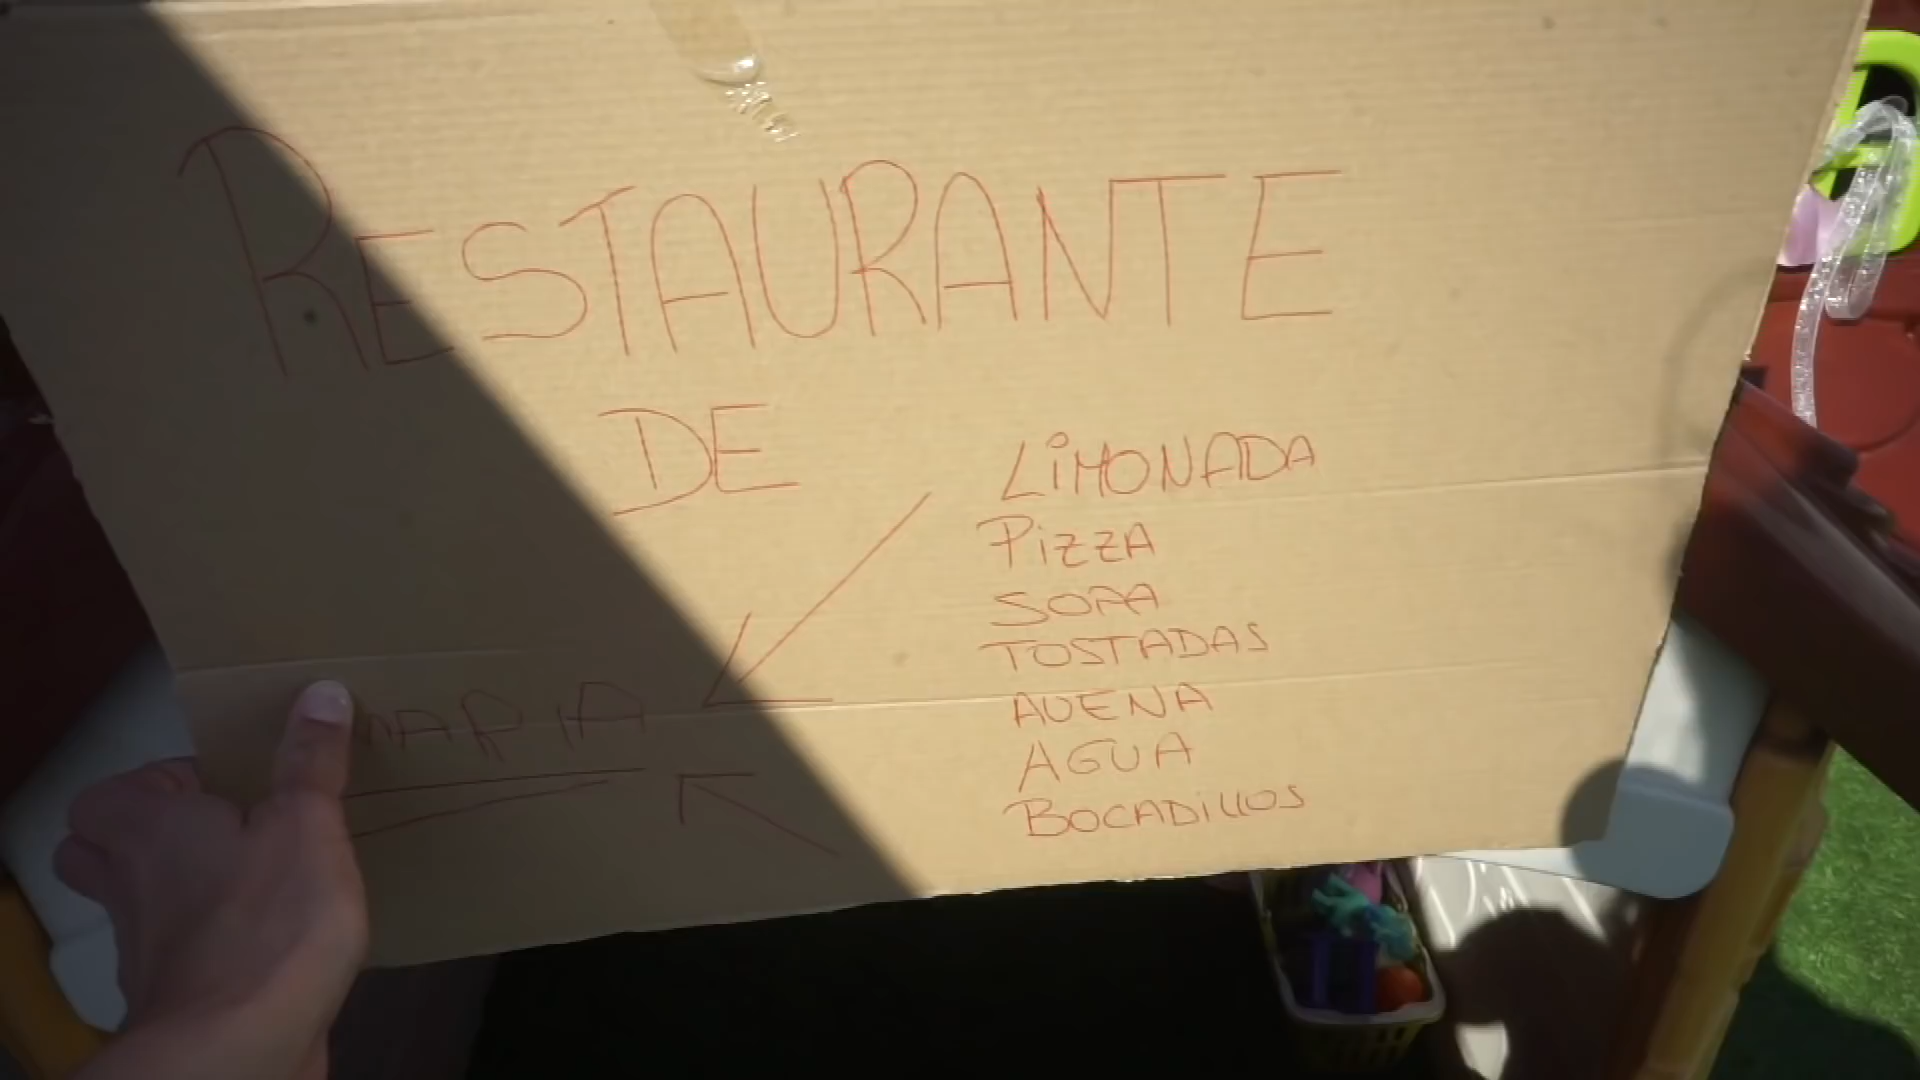 RESTAURANTE
DE
MARIA
LiMONADA
PiZZA
SOPA
TOSTADAS
AVENA
AGUA
BOCADiLLOS